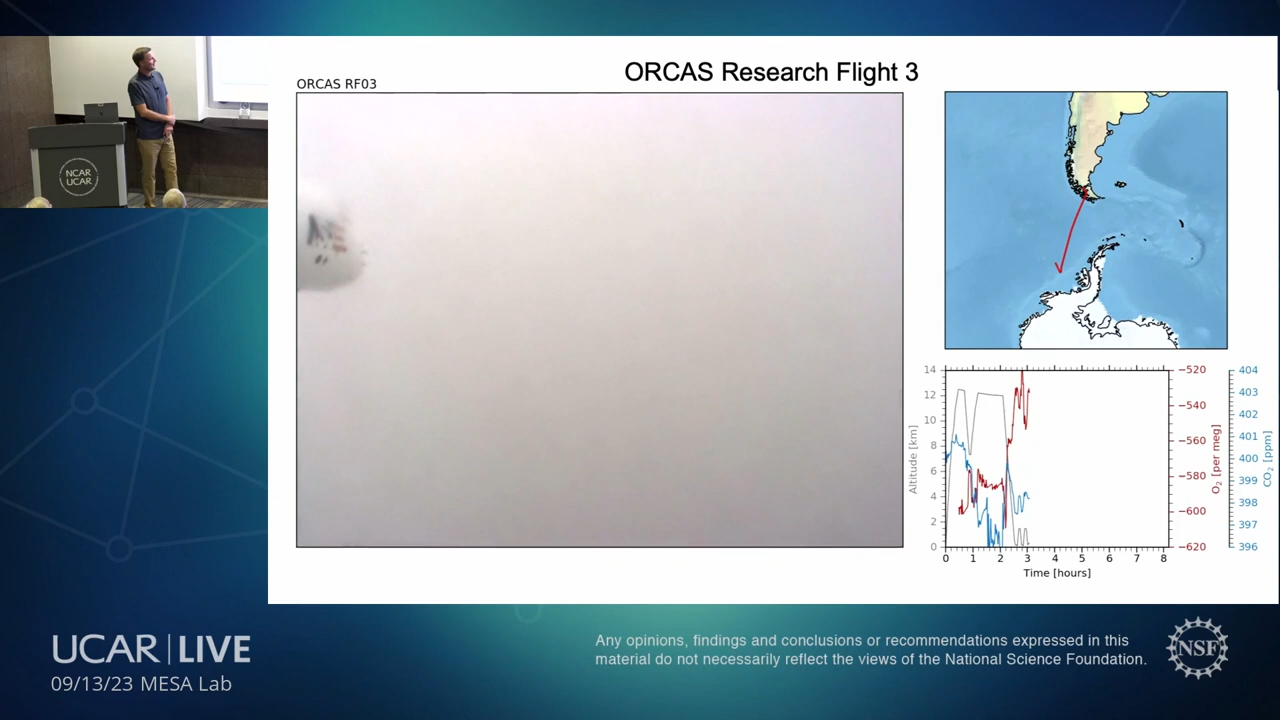 ORCAS Research Flight 3
ORCAS RF03
NCAR
UCAR
14
12
10
8
6
4
2
0
Altitude [km]
0 1 2 3 4 5 6 7 8
Time [hours]
−520
−540
−560
−580
−600
−620
O₂ [per meg]
404
403
402
401
400
399
398
397
396
CO₂ [ppm]
UCAR | LIVE
09/13/23 MESA Lab
Any opinions, findings and conclusions or recommendations expressed in this
material do not necessarily reflect the views of the National Science Foundation.
NSF